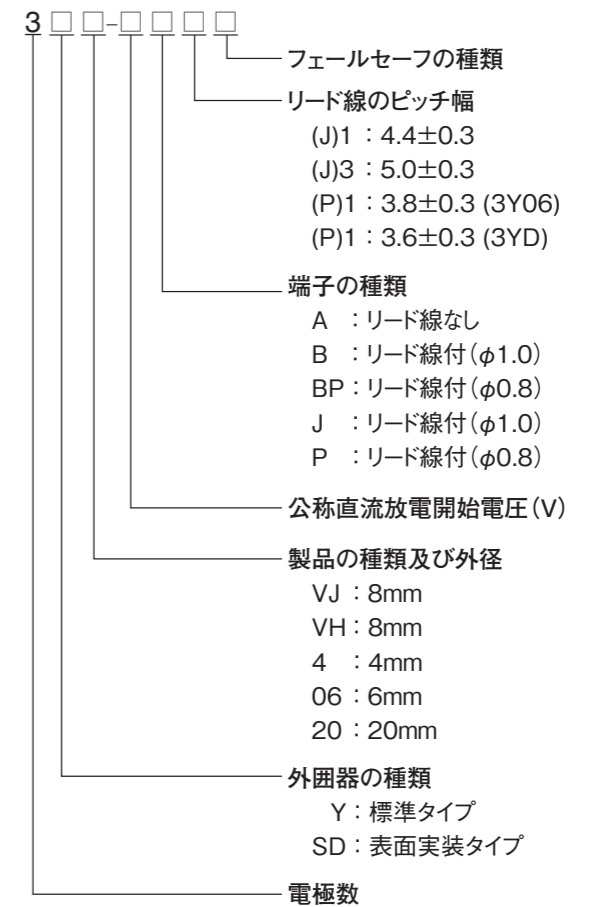 3□□-□□□□
フェールセーフの種類
リード線のピッチ幅
(J)1：4.4±0.3
(J)3：5.0±0.3
(P)1：3.8±0.3 (3Y06)
(P)1：3.6±0.3 (3YD)
端子の種類
A ：リード線なし
B ：リード線付（φ1.0）
BP：リード線付（φ0.8）
J ：リード線付（φ1.0）
P ：リード線付（φ0.8）
公称直流放電開始電圧（V）
製品の種類及び外径
VJ：8mm
VH：8mm
4 ：4mm
06：6mm
20：20mm
外囲器の種類
Y：標準タイプ
SD：表面実装タイプ
電極数